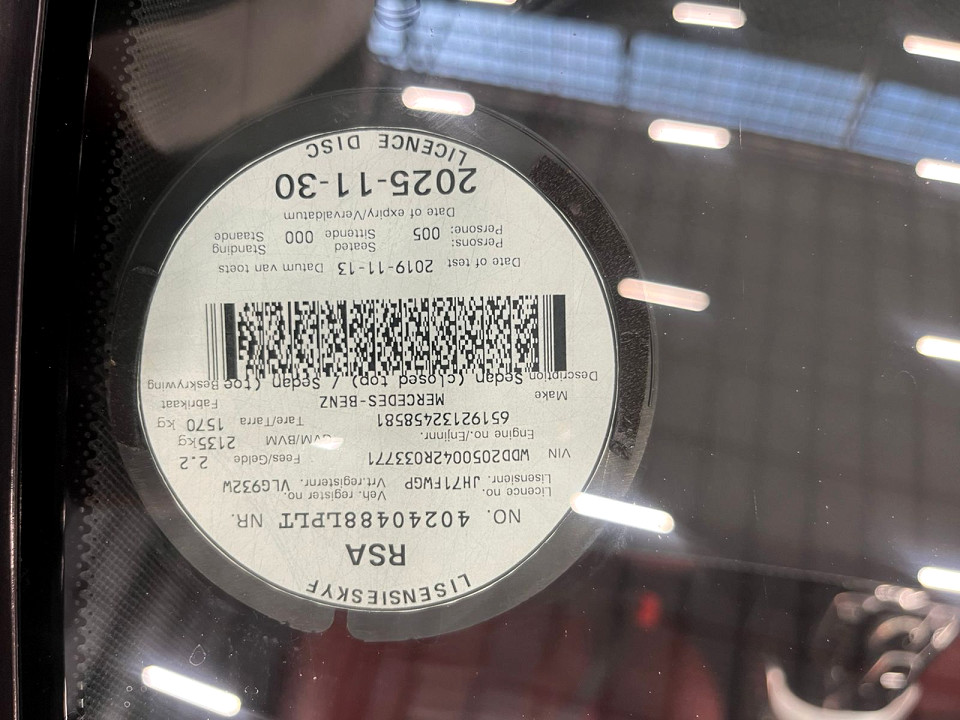 LISENSIESKYF
RSA
NO. 40240488LPLT NR.
Licence no. Veh. register no.
Lisensienr. JH71FWGP Vrt.registernr. VLG932W
VIN WDD2050042R033771 Fees/Gelde 2.2
Engine no./Enjinnr. GVM/BVM 2135kg
65192132458581 Tare/Tarra 1570 kg
Make MERCEDES-BENZ Fabrikaat
Description Sedan (closed top) / Sedan (toe Beskrywing
Date of test 2019-11-13 Datum van toets
Persons: Seated Standing
Persone: 005 Sittende 000 Staande
Date of expiry/Vervaldatum
2025-11-30
LICENCE DISC